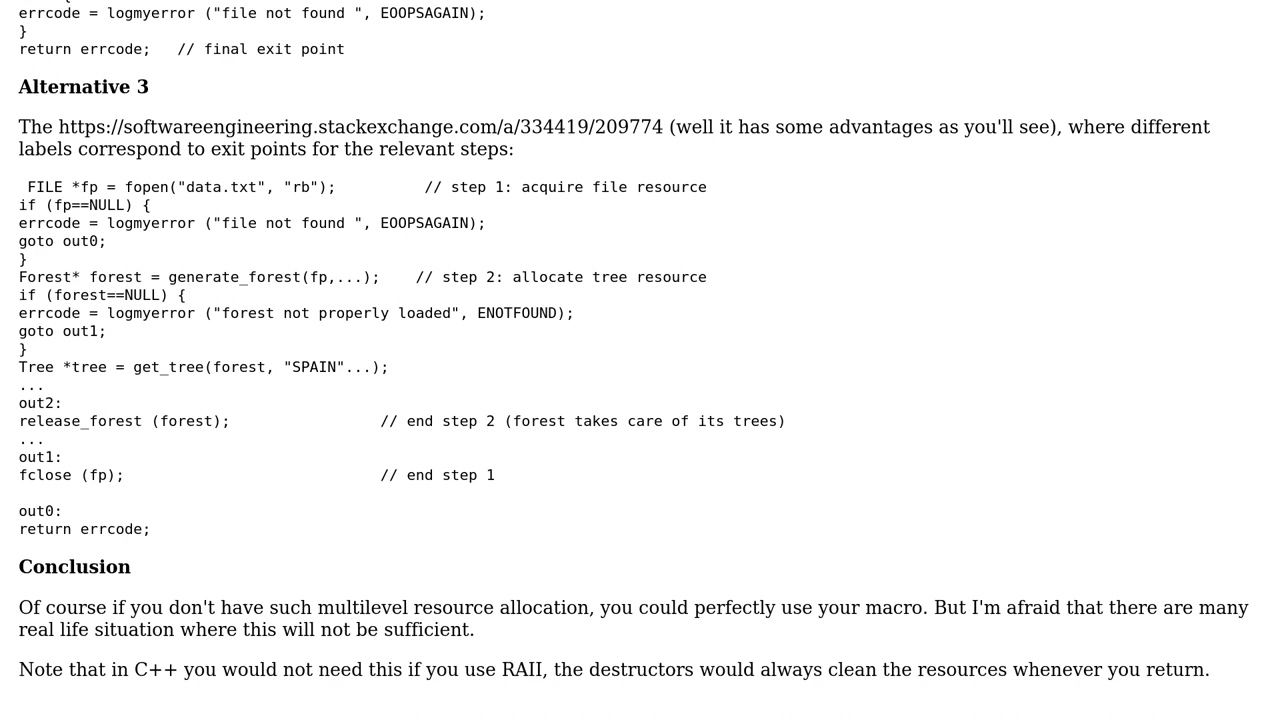 errcode = logmyerror ("file not found ", EOOPSAGAIN);
}
return errcode;   // final exit point
Alternative 3
The https://softwareengineering.stackexchange.com/a/334419/209774 (well it has some advantages as you'll see), where different
labels correspond to exit points for the relevant steps:
FILE *fp = fopen("data.txt", "rb");          // step 1: acquire file resource
if (fp==NULL) {
errcode = logmyerror ("file not found ", EOOPSAGAIN);
goto out0;
}
Forest* forest = generate_forest(fp,...);    // step 2: allocate tree resource
if (forest==NULL) {
errcode = logmyerror ("forest not properly loaded", ENOTFOUND);
goto out1;
}
Tree *tree = get_tree(forest, "SPAIN"...);
...
out2:
release_forest (forest);                 // end step 2 (forest takes care of its trees)
...
out1:
fclose (fp);                             // end step 1
out0:
return errcode;
Conclusion
Of course if you don't have such multilevel resource allocation, you could perfectly use your macro. But I'm afraid that there are many
real life situation where this will not be sufficient.
Note that in C++ you would not need this if you use RAII, the destructors would always clean the resources whenever you return.